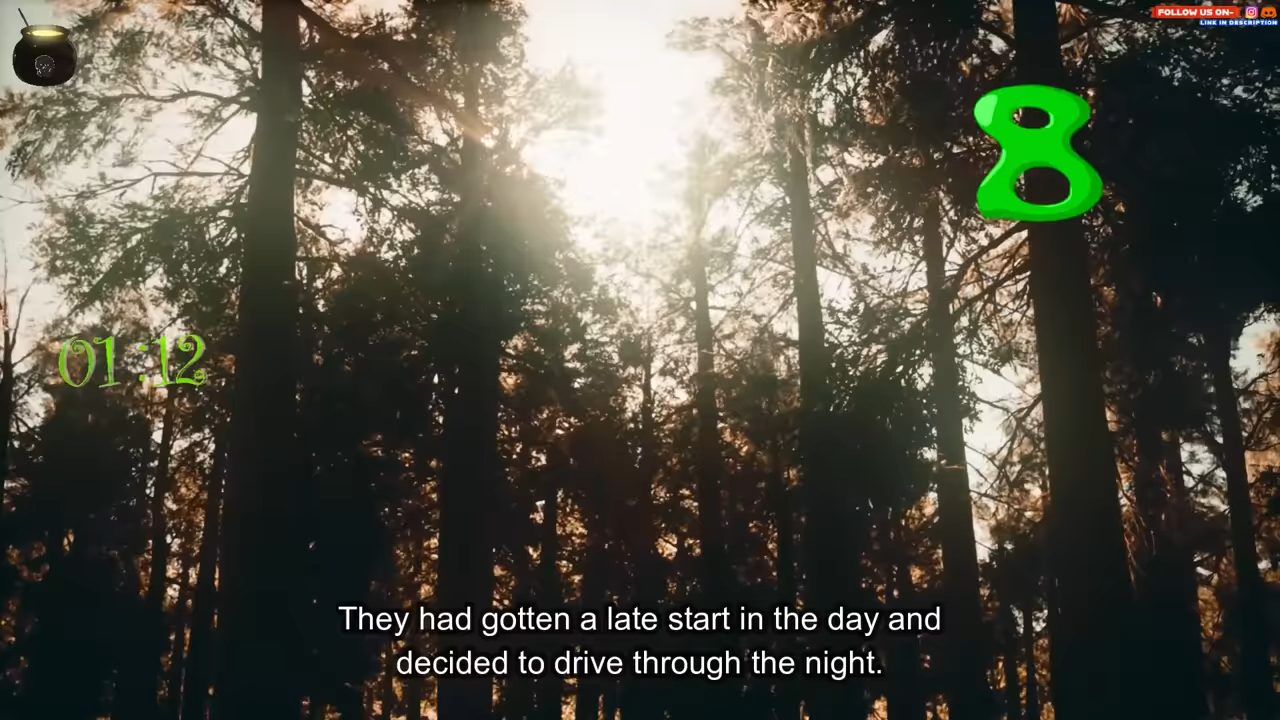 FOLLOW US ON-
LINK IN DESCRIPTION
8
01:12
They had gotten a late start in the day and
decided to drive through the night.